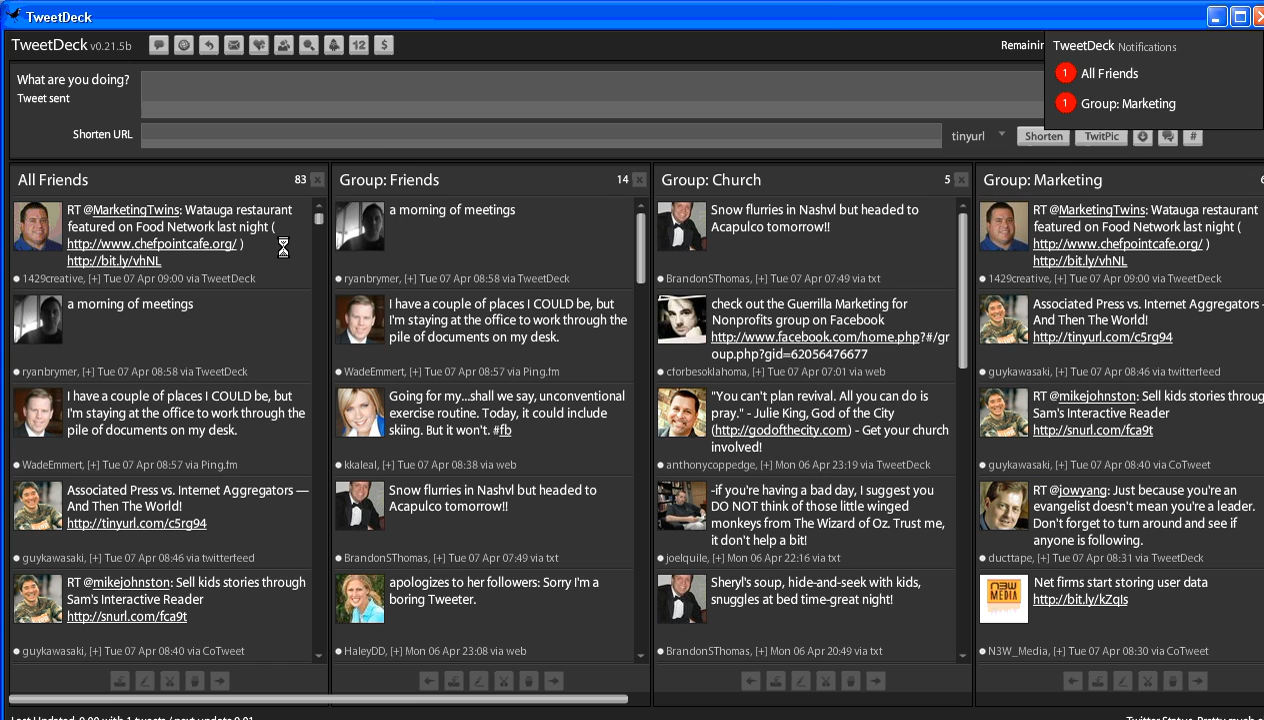 TweetDeck
TweetDeck v0.21.5b
12
$
Remainin
TweetDeck Notifications
1 All Friends
1 Group: Marketing
What are you doing?
Tweet sent
Shorten URL
tinyurl
Shorten
TwitPic
#
All Friends 83
RT @MarketingTwins: Watauga restaurant
featured on Food Network last night (
http://www.chefpointcafe.org/ )
http://bit.ly/vhNL
1429creative, [+] Tue 07 Apr 09:00 via TweetDeck
a morning of meetings
ryanbrymer, [+] Tue 07 Apr 08:58 via TweetDeck
I have a couple of places I COULD be, but
I'm staying at the office to work through the
pile of documents on my desk.
WadeEmmert, [+] Tue 07 Apr 08:57 via Ping.fm
Associated Press vs. Internet Aggregators —
And Then The World!
http://tinyurl.com/c5rg94
guykawasaki, [+] Tue 07 Apr 08:46 via twitterfeed
RT @mikejohnston: Sell kids stories through
Sam's Interactive Reader
http://snurl.com/fca9t
guykawasaki, [+] Tue 07 Apr 08:40 via CoTweet
Group: Friends 14
a morning of meetings
ryanbrymer, [+] Tue 07 Apr 08:58 via TweetDeck
I have a couple of places I COULD be, but
I'm staying at the office to work through the
pile of documents on my desk.
WadeEmmert, [+] Tue 07 Apr 08:57 via Ping.fm
Going for my...shall we say, unconventional
exercise routine. Today, it could include
skiing. But it won't. #fb
kkaleal, [+] Tue 07 Apr 08:38 via web
Snow flurries in Nashvl but headed to
Acapulco tomorrow!!
BrandonSThomas, [+] Tue 07 Apr 07:49 via txt
apologizes to her followers: Sorry I'm a
boring Tweeter.
HaleyDD, [+] Mon 06 Apr 23:08 via web
Group: Church 5
Snow flurries in Nashvl but headed to
Acapulco tomorrow!!
BrandonSThomas, [+] Tue 07 Apr 07:49 via txt
check out the Guerrilla Marketing for
Nonprofits group on Facebook
http://www.facebook.com/home.php?#/gr
oup.php?gid=62056476677
cforbesoklahoma, [+] Tue 07 Apr 07:01 via web
"You can't plan revival. All you can do is
pray." - Julie King, God of the City
(http://godofthecity.com) - Get your church
involved!
anthonycoppedge, [+] Mon 06 Apr 23:19 via TweetDeck
-if you're having a bad day, I suggest you
DO NOT think of those little winged
monkeys from The Wizard of Oz. Trust me,
it don't help a bit!
joelquile, [+] Mon 06 Apr 22:16 via txt
Sheryl's soup, hide-and-seek with kids,
snuggles at bed time-great night!
BrandonSThomas, [+] Mon 06 Apr 20:49 via txt
Group: Marketing
RT @MarketingTwins: Watauga restaurant
featured on Food Network last night (
http://www.chefpointcafe.org/ )
http://bit.ly/vhNL
1429creative, [+] Tue 07 Apr 09:00 via TweetDeck
Associated Press vs. Internet Aggregators
And Then The World!
http://tinyurl.com/c5rg94
guykawasaki, [+] Tue 07 Apr 08:46 via twitterfeed
RT @mikejohnston: Sell kids stories throug
Sam's Interactive Reader
http://snurl.com/fca9t
guykawasaki, [+] Tue 07 Apr 08:40 via CoTweet
RT @jowyang: Just because you're an
evangelist doesn't mean you're a leader.
Don't forget to turn around and see if
anyone is following.
ducttape, [+] Tue 07 Apr 08:31 via TweetDeck
N3W
MEDIA
Net firms start storing user data
http://bit.ly/kZqIs
N3W_Media, [+] Tue 07 Apr 08:30 via CoTweet
Last Updated 9:00 with 1 tweets / next update 9:01
Twitter Status Pretty much